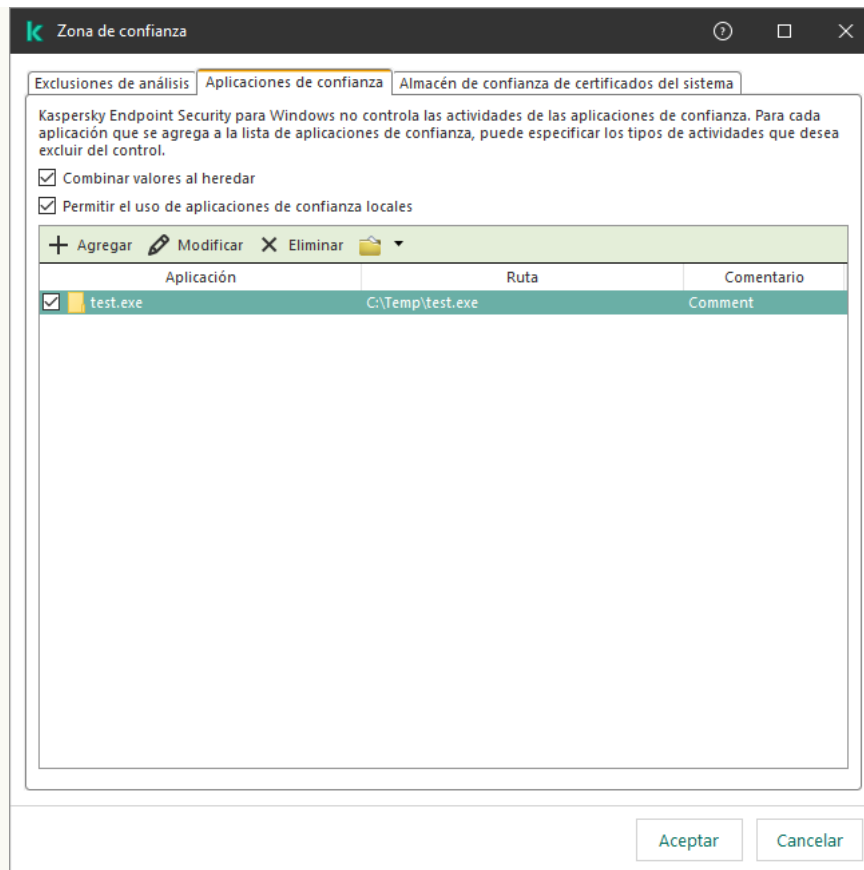 Zona de confianza
Exclusiones de análisis Aplicaciones de confianza Almacén de confianza de certificados del sistema
Kaspersky Endpoint Security para Windows no controla las actividades de las aplicaciones de confianza. Para cada
aplicación que se agrega a la lista de aplicaciones de confianza, puede especificar los tipos de actividades que desea
excluir del control.
Combinar valores al heredar
Permitir el uso de aplicaciones de confianza locales
Agregar Modificar Eliminar
Aplicación Ruta Comentario
test.exe C:\Temp\test.exe Comment
Aceptar Cancelar